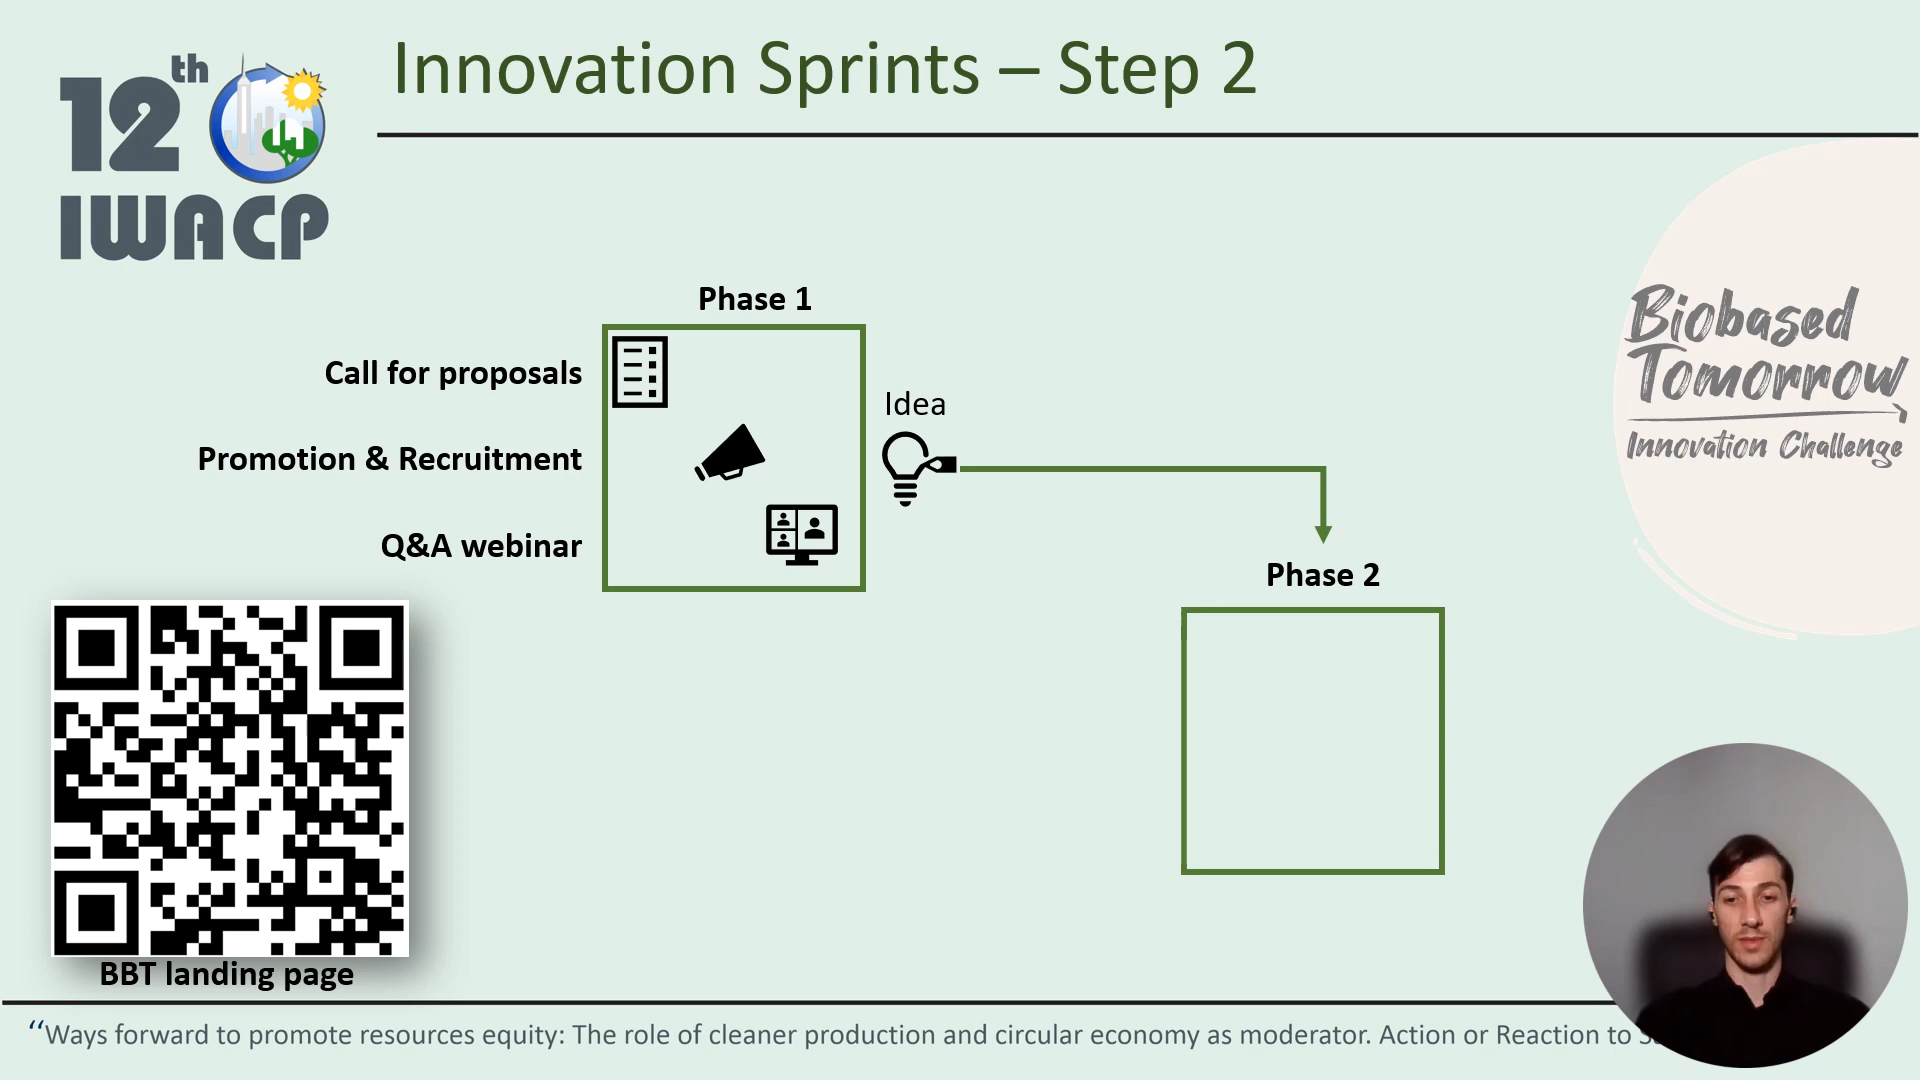 12th
IWACP
Innovation Sprints – Step 2
Biobased
Tomorrow
Innovation Challenge
Phase 1
Call for proposals
Promotion & Recruitment
Q&A webinar
Idea
Phase 2
BBT landing page
“Ways forward to promote resources equity: The role of cleaner production and circular economy as moderator. Action or Reaction to